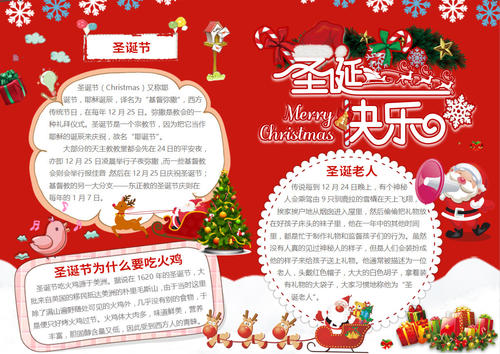 圣诞节
圣诞节（Christmas）又称耶
诞节，耶稣诞辰，译名为“基督弥撒”，西方
传统节日，在每年 12 月 25 日。弥撒是教会的一
种礼拜仪式。圣诞节是一个宗教节，因为把它当作
耶稣的诞辰来庆祝，故名“耶诞节”。
大部分的天主教教堂都会先在 24 日的平安夜，
亦即 12 月 25 日凌晨举行子夜弥撒，而一些基督教
会则会举行报佳音，然后在 12 月 25 日庆祝圣诞节；
基督教的另一大分支——东正教的圣诞节庆则在
每年的 1 月 7 日。
圣诞节为什么要吃火鸡
圣诞节吃火鸡源于美洲。据说在 1620 年的圣诞节，大
批来自英国的移民抵达美洲的朴里毛斯山，由于当时这里
除了满山遍野随处可见的火鸡外，几乎没有别的食物，于
是便只好烤火鸡过节。火鸡体大肉多，味道鲜美，营养
丰富，胆固醇含量又低，因此受到西方人的青睐。
圣诞快乐
Merry
Christmas
圣诞老人
传说每到 12 月 24 日晚上，有个神秘
人会乘驾由 9 只驯鹿拉的雪橇在天上飞翔，
挨家挨户地从烟囱进入屋里，然后偷偷把礼物放
在好孩子床头的袜子里，他在一年中的其他时间
里，都是忙于制作礼物和监督孩子们的行为。虽然
没有人真的见过神秘人的样子，但是人们会装扮成
他的样子来给孩子送上礼物。他通常被描述为一位
老人，头戴红色帽子，大大的白色胡子，拿着装
有礼物的大袋子，大家习惯地称他为“圣
诞老人”。